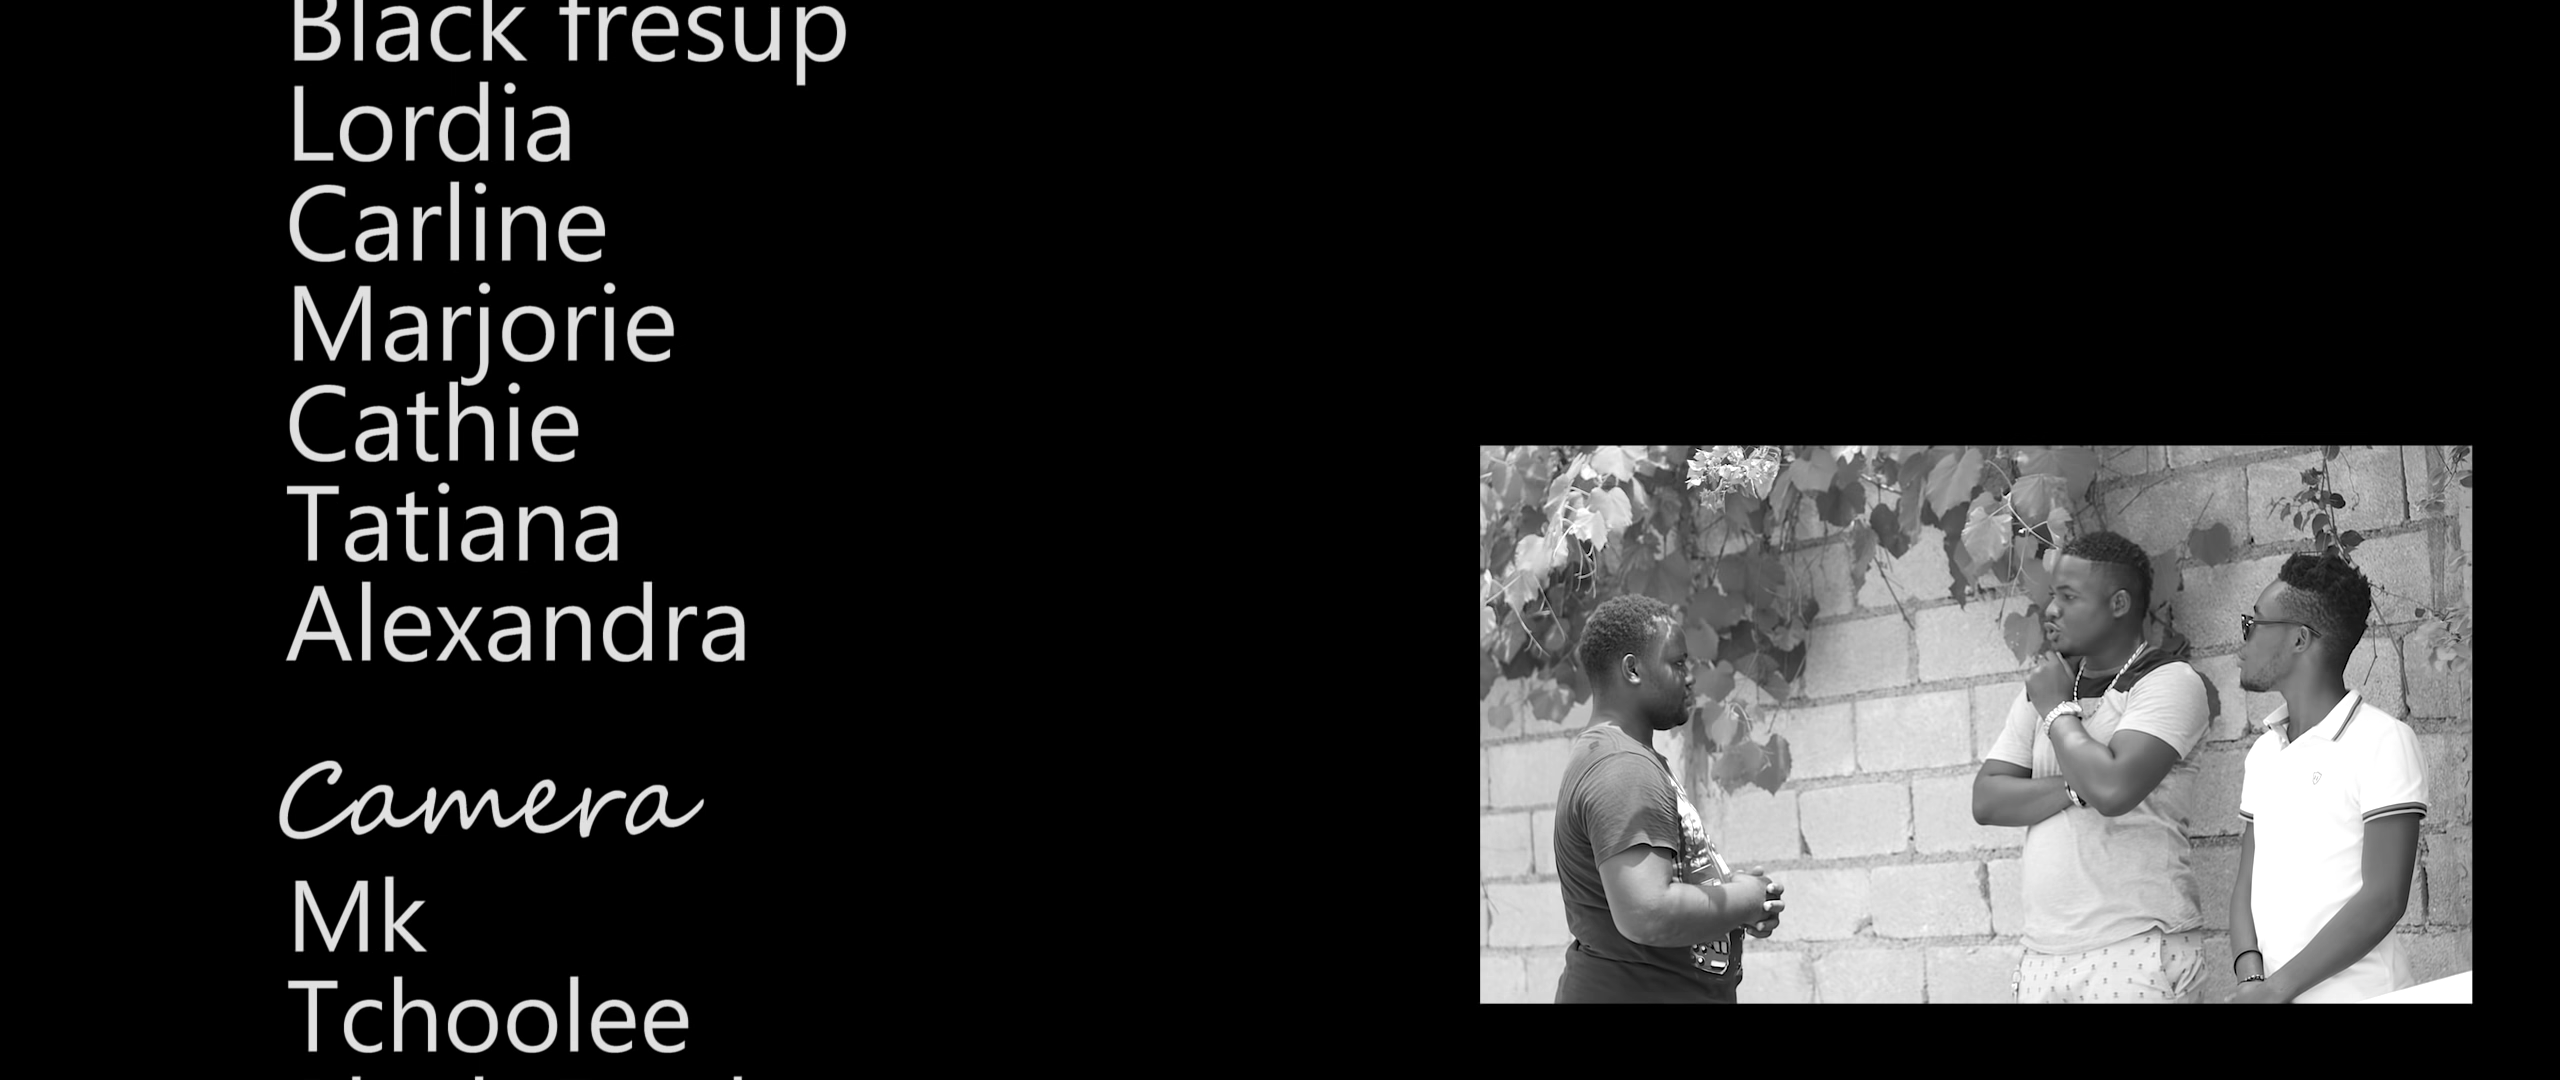 Black fresup
Lordia
Carline
Marjorie
Cathie
Tatiana
Alexandra
Camera
Mk
Tchoolee